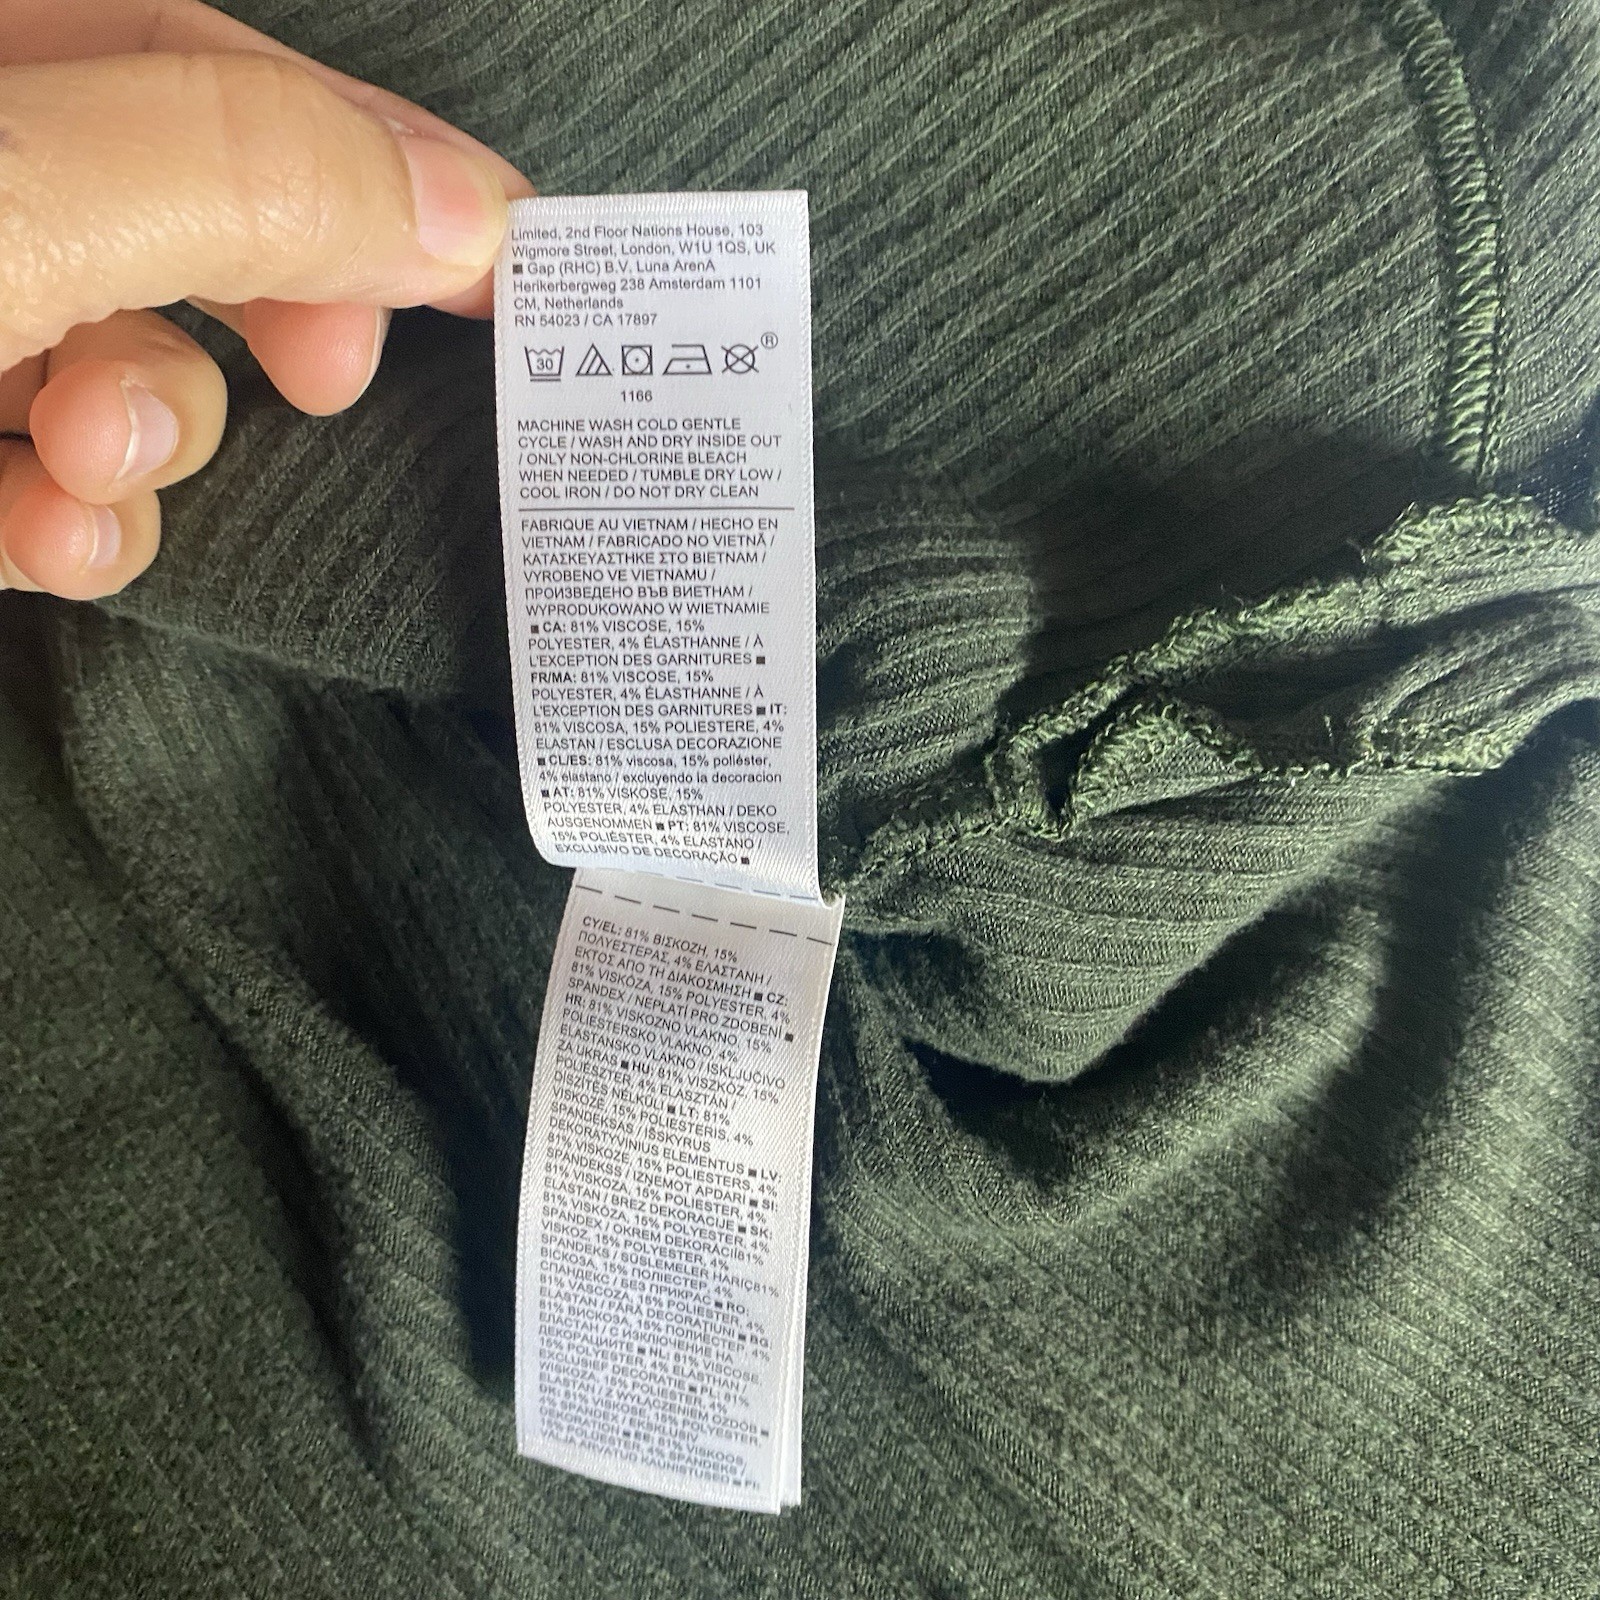 Limited, 2nd Floor Nations House, 103
Wigmore Street, London, W1U 1QS, UK
■ Gap (RHC) B.V. Luna ArenA
Herikerbergweg 238 Amsterdam 1101
CM, Netherlands
RN 54023 / CA 17897
30 ®
1166
MACHINE WASH COLD GENTLE
CYCLE / WASH AND DRY INSIDE OUT
/ ONLY NON-CHLORINE BLEACH
WHEN NEEDED / TUMBLE DRY LOW /
COOL IRON / DO NOT DRY CLEAN
FABRIQUE AU VIETNAM / HECHO EN
VIETNAM / FABRICADO NO VIETNÃ /
ΚΑΤΑΣΚΕΥΑΣΤΗΚΕ ΣΤΟ ΒΙΕΤΝΑΜ /
VYROBENO VE VIETNAMU /
ПРОИЗВЕДЕНО ВЪВ ВИЕТНАМ /
WYPRODUKOWANO W WIETNAMIE
■ CA: 81% VISCOSE, 15%
POLYESTER, 4% ÉLASTHANNE / À
L'EXCEPTION DES GARNITURES ■
FR/MA: 81% VISCOSE, 15%
POLYESTER, 4% ÉLASTHANNE / À
L'EXCEPTION DES GARNITURES ■ IT:
81% VISCOSA, 15% POLIESTERE, 4%
ELASTAN / ESCLUSA DECORAZIONE
■ CL/ES: 81% viscosa, 15% poliéster,
4% elastano / excluyendo la decoracion
■ AT: 81% VISKOSE, 15%
POLYESTER, 4% ELASTHAN / DEKO
AUSGENOMMEN ■ PT: 81% VISCOSE,
15% POLIÉSTER, 4% ELASTANO /
EXCLUSIVO DE DECORAÇÃO ■
CY/EL: 81% ΒΙΣΚΟΖΗ, 15%
ΠΟΛΥΕΣΤΕΡΑΣ, 4% ΕΛΑΣΤΑΝΗ /
ΕΚΤΟΣ ΑΠΟ ΤΗ ΔΙΑΚΟΣΜΗΣΗ ■ CZ:
81% VISKÓZA, 15% POLYESTER, 4%
SPANDEX / NEPLATÍ PRO ZDOBENÍ ■
HR: 81% VISKOZNO VLAKNO, 15%
POLIESTERSKO VLAKNO, 4%
ELASTANSKO VLAKNO / ISKLJUČIVO
ZA UKRAS ■ HU: 81% VISZKÓZ, 15%
POLIÉSZTER, 4% ELASZTÁN /
DÍSZÍTÉS NÉLKÜLI ■ LT: 81%
VISKOZĖ, 15% POLIESTERIS, 4%
SPANDEKSAS / IŠSKYRUS
DEKORATYVINIUS ELEMENTUS ■ LV:
81% VISKOZE, 15% POLIESTERS, 4%
SPANDEKSS / IZŅEMOT APDARI ■ SI:
81% VISKOZA, 15% POLIESTER, 4%
ELASTAN / BREZ DEKORACIJE ■ SK:
81% VISKÓZA, 15% POLYESTER, 4%
SPANDEX / OKREM DEKORÁCIÍ81%
VISKOZ, 15% POLYESTER, 4%
SPANDEKS / SÜSLEMELER HARİÇ81%
ВІСКОЗА, 15% ПОЛІЕСТЕР, 4%
СПАНДЕКС / БЕЗ ПРИКРАС ■ RO:
81% VASCOZA, 15% POLIESTER, 4%
ELASTAN / FĂRĂ DECORAȚIUNI ■ BG:
81% ВИСКОЗА, 15% ПОЛИЕСТЕР, 4%
ЕЛАСТАН / С ИЗКЛЮЧЕНИЕ НА
ДЕКОРАЦИИТЕ ■ NL: 81% VISCOSE,
15% POLYESTER, 4% ELASTHAN /
EXCLUSIEF DECORATIE ■ PL: 81%
WISKOZA, 15% POLIESTER, 4%
ELASTAN / Z WYŁĄCZENIEM OZDÓB ■
DK: 81% VISKOSE, 15% POLYESTER,
4% SPANDEX / EKSKLUSIV
DEKORATION ■ EE: 81% VISKOOS,
15% POLÜESTER, 4% SPANDEKS /
VÄLJA ARVATUD KAUNISTUSED ■ FI: